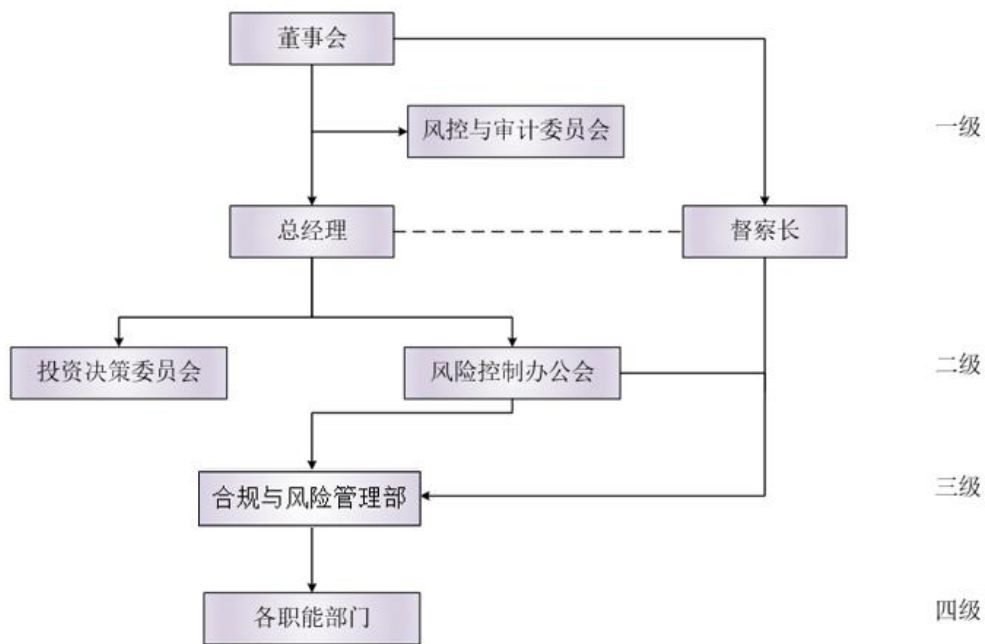 董事会
风控与审计委员会
一级
总经理
督察长
投资决策委员会
风险控制办公会
二级
合规与风险管理部
三级
各职能部门
四级